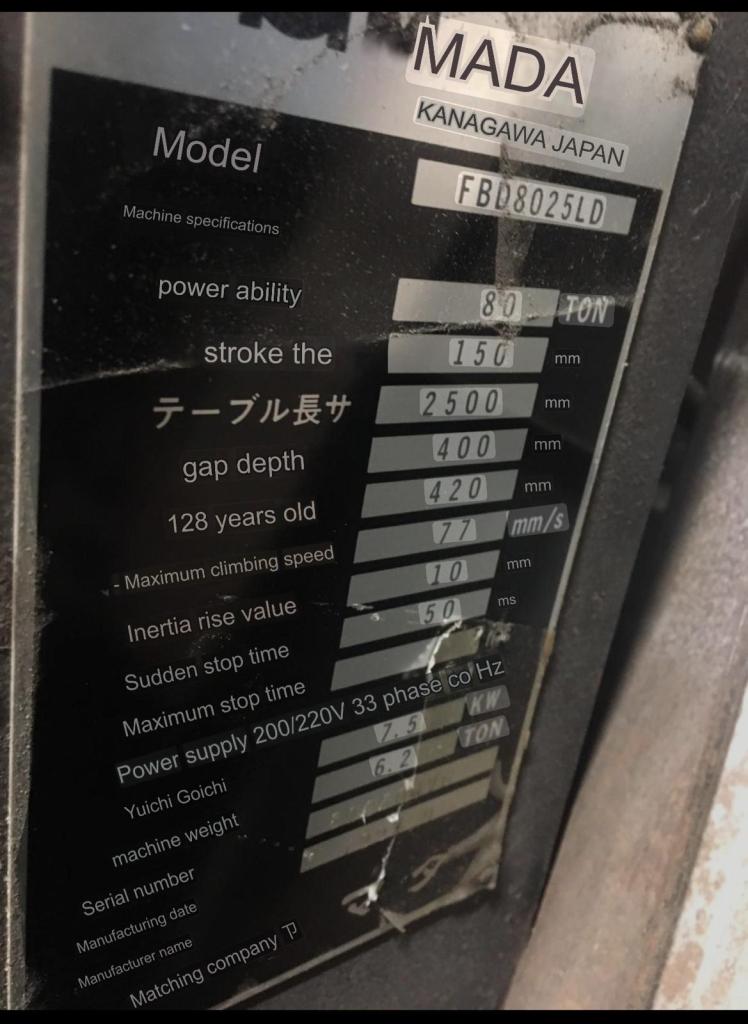 MADA
KANAGAWA JAPAN
Model FBD8025LD
Machine specifications
power ability 80 TON
stroke the 150 mm
テーブル長サ 2500 mm
gap depth 400 mm
128 years old 420 mm
- Maximum climbing speed 77 mm/s
Inertia rise value 10 mm
Sudden stop time 50 ms
Maximum stop time
Power supply 200/220V 33 phase co Hz
Yuichi Goichi 7.5 KW
machine weight 6.2 TON
Serial number
Manufacturing date
Manufacturer name
Matching company